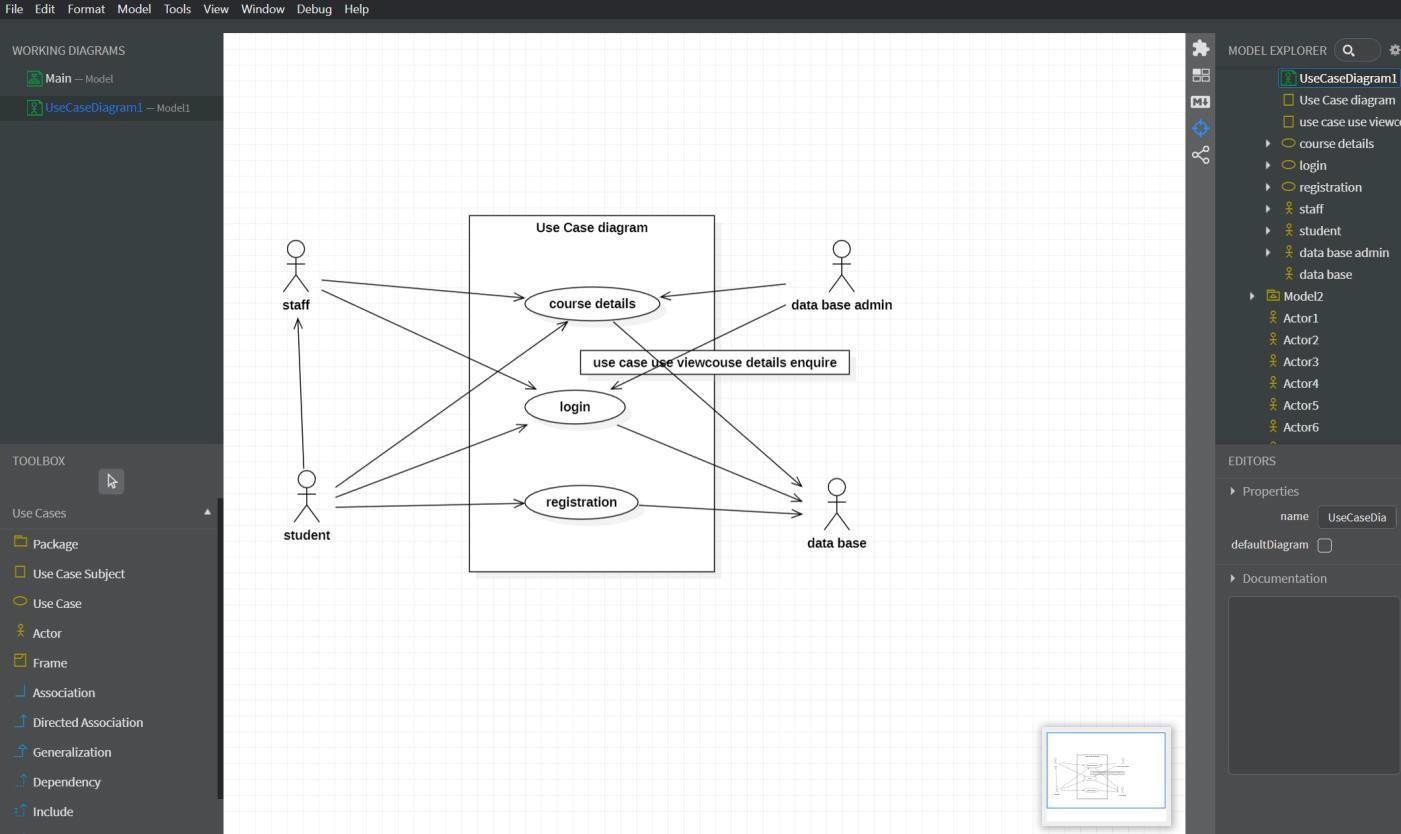 File Edit Format Model Tools View Window Debug Help
WORKING DIAGRAMS
Main — Model
UseCaseDiagram1 — Model1
TOOLBOX
Use Cases
Package
Use Case Subject
Use Case
Actor
Frame
Association
Directed Association
Generalization
Dependency
Include
Use Case diagram
staff
course details
data base admin
use case use viewcouse details enquire
login
registration
student
data base
M
MODEL EXPLORER
UseCaseDiagram1
Use Case diagram
use case use viewc
course details
login
registration
staff
student
data base admin
data base
Model2
Actor1
Actor2
Actor3
Actor4
Actor5
Actor6
EDITORS
Properties
name UseCaseDia
defaultDiagram
Documentation